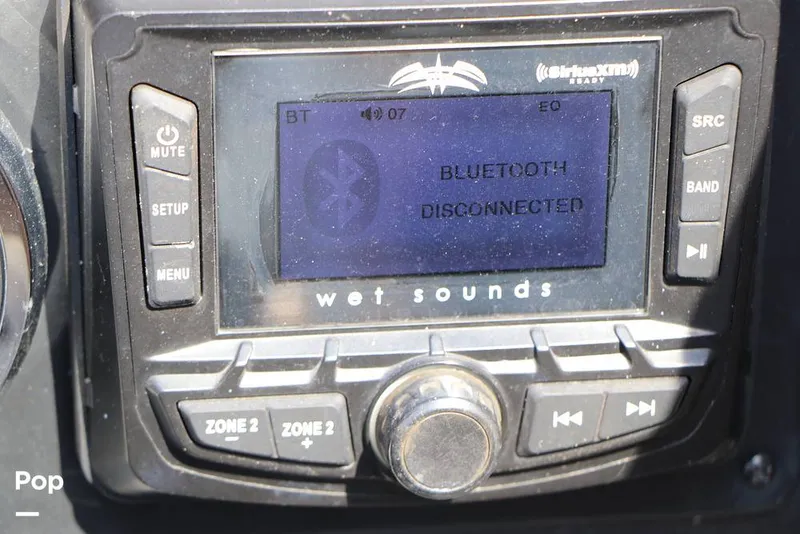 ((SiriusXM))
READY
BT 07 EQ
BLUETOOTH
DISCONNECTED
wet sounds
MUTE
SETUP
MENU
SRC
BAND
ZONE 2
–
ZONE 2
+
Pop